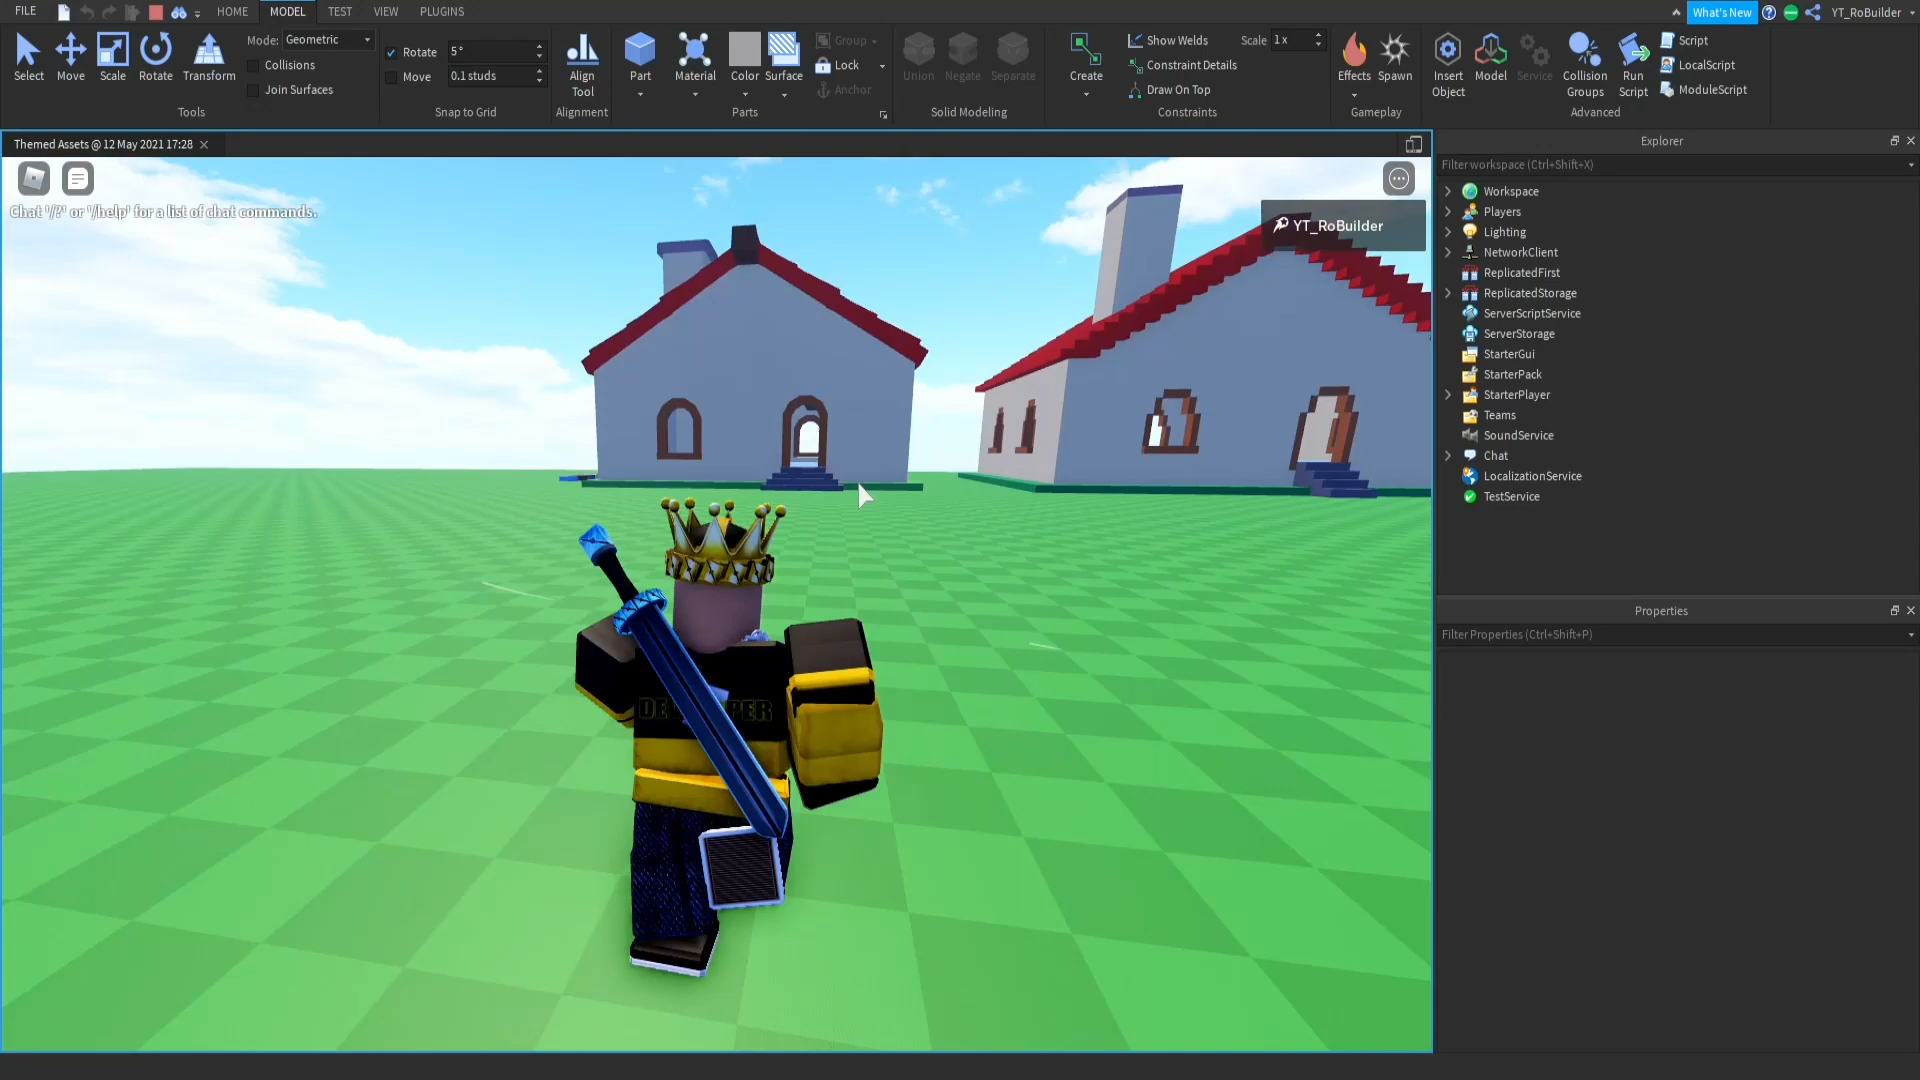 FILE HOME MODEL TEST VIEW PLUGINS What's New YT_RoBuilder
Select Move Scale Rotate Transform
Mode: Geometric
Collisions
Join Surfaces
Tools
Rotate 5°
Move 0.1 studs
Snap to Grid
Align Tool
Alignment
Part Material Color Surface
Group
Lock
Anchor
Parts
Union Negate Separate
Solid Modeling
Create
Show Welds Scale 1x
Constraint Details
Draw On Top
Constraints
Effects Spawn
Gameplay
Insert Object
Model
Service
Collision Groups
Run Script
Script
LocalScript
ModuleScript
Advanced
Themed Assets @ 12 May 2021 17:28
Chat '/?' or '/help' for a list of chat commands.
YT_RoBuilder
DE PER
Explorer
Filter workspace (Ctrl+Shift+X)
Workspace
Players
Lighting
NetworkClient
ReplicatedFirst
ReplicatedStorage
ServerScriptService
ServerStorage
StarterGui
StarterPack
StarterPlayer
Teams
SoundService
Chat
LocalizationService
TestService
Properties
Filter Properties (Ctrl+Shift+P)